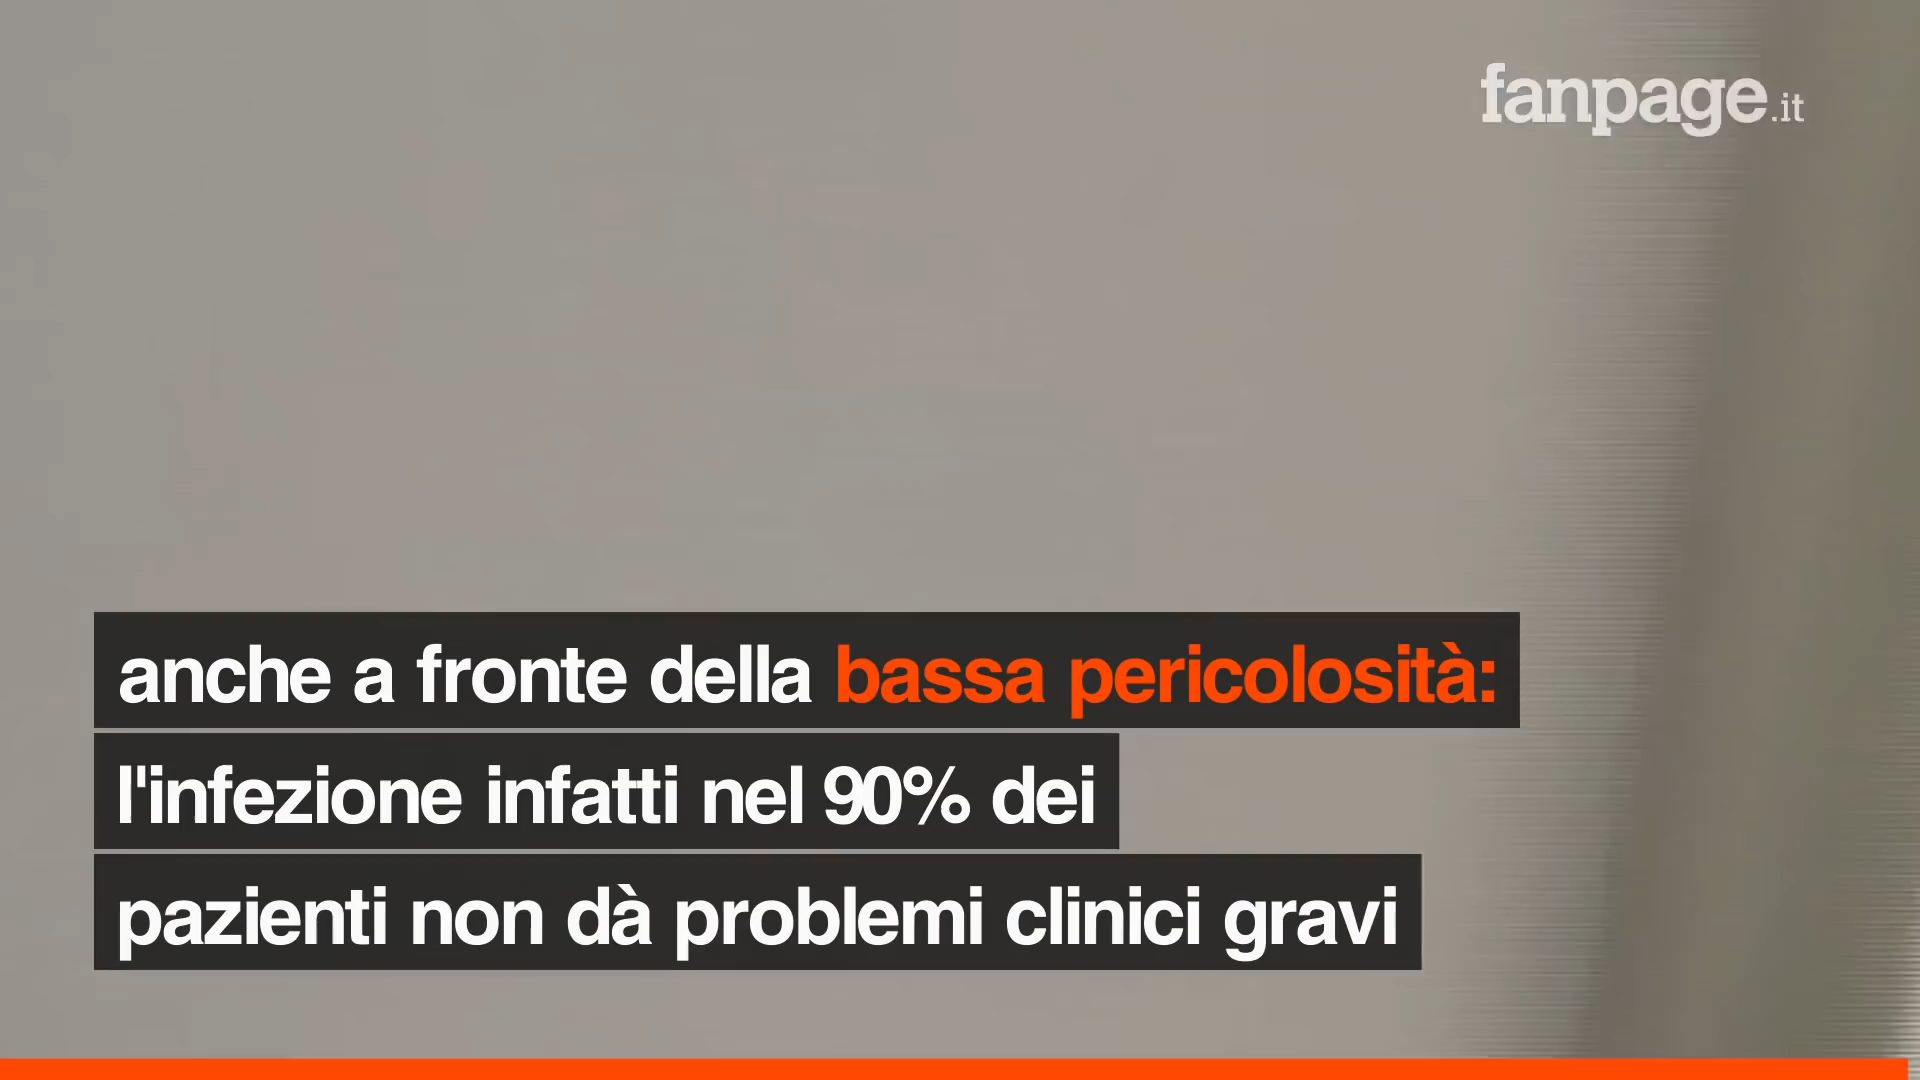 fanpage.it
anche a fronte della bassa pericolosità:
l'infezione infatti nel 90% dei
pazienti non dà problemi clinici gravi